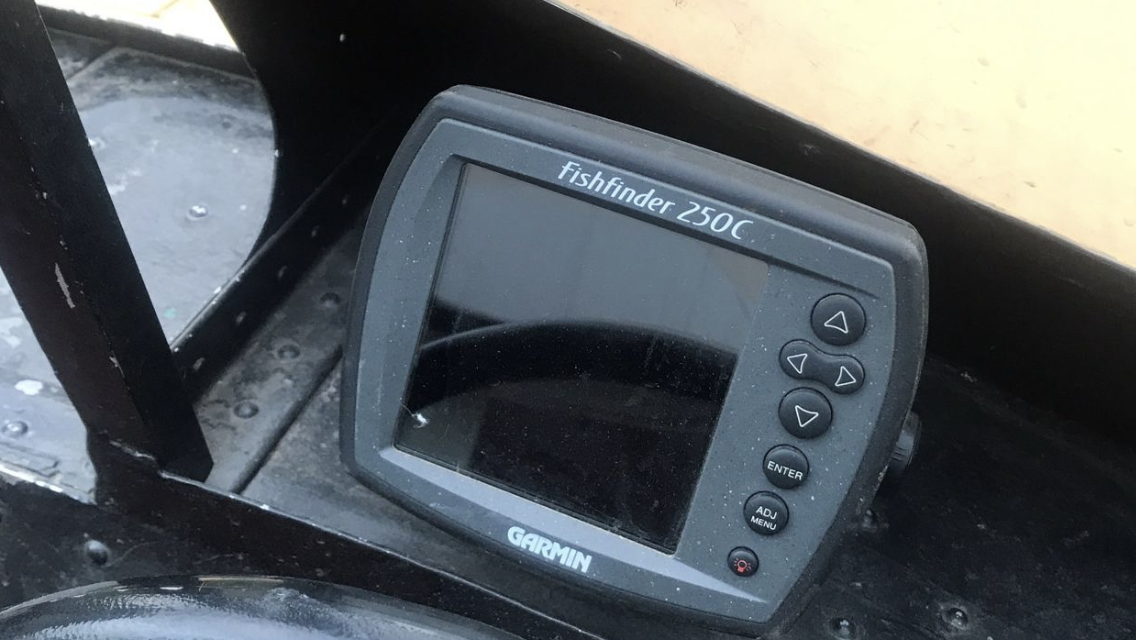 Fishfinder 250C
ENTER
ADJ
MENU
GARMIN